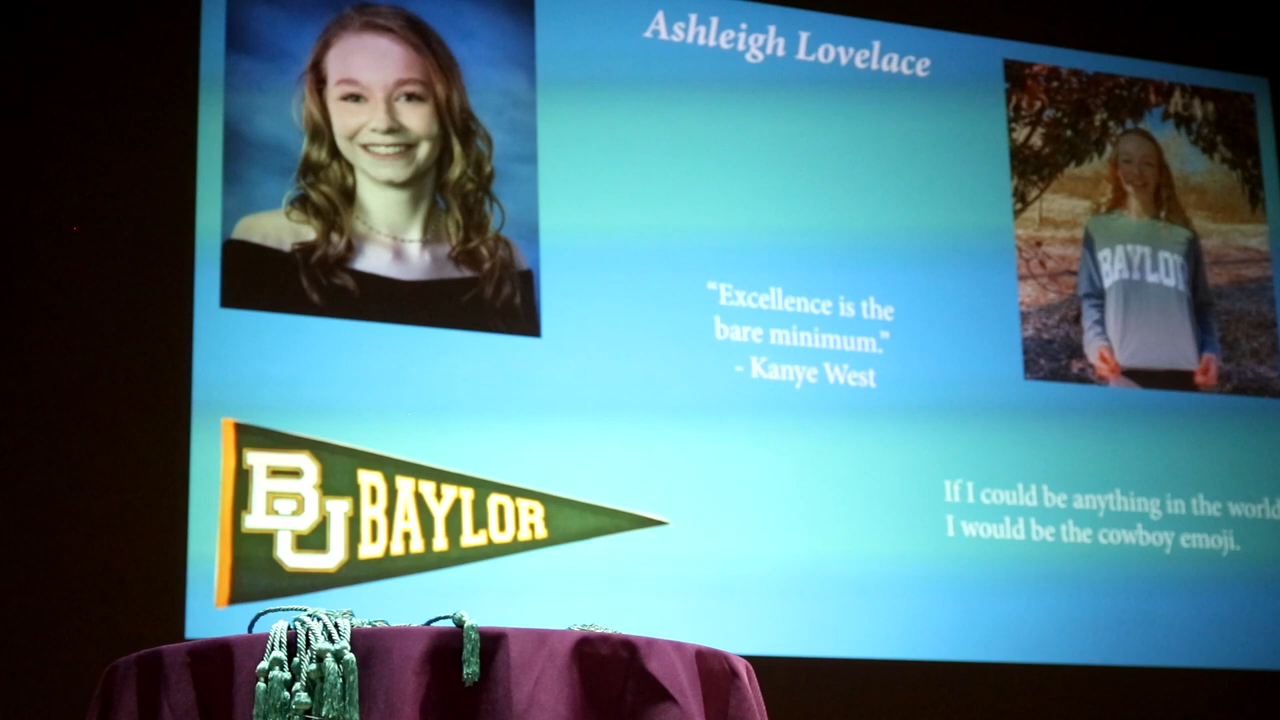 Ashleigh Lovelace
BAYLOR
“Excellence is the
bare minimum.”
- Kanye West
BU BAYLOR
If I could be anything in the world
I would be the cowboy emoji.